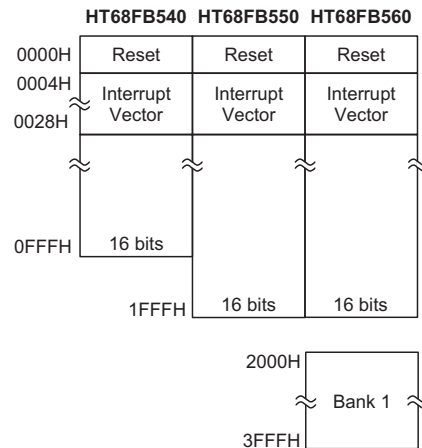 HT68FB540 HT68FB550 HT68FB560
0000H Reset Reset Reset
0004H
Interrupt Vector Interrupt Vector Interrupt Vector
0028H
0FFFH 16 bits
1FFFH 16 bits 16 bits
2000H
Bank 1
3FFFH